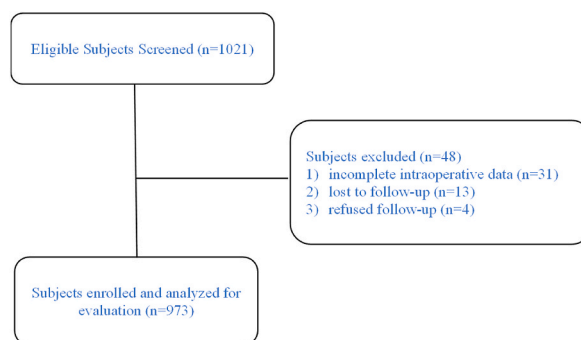 Eligible Subjects Screened (n=1021)
Subjects excluded (n=48)
1) incomplete intraoperative data (n=31)
2) lost to follow-up (n=13)
3) refused follow-up (n=4)
Subjects enrolled and analyzed for
evaluation (n=973)